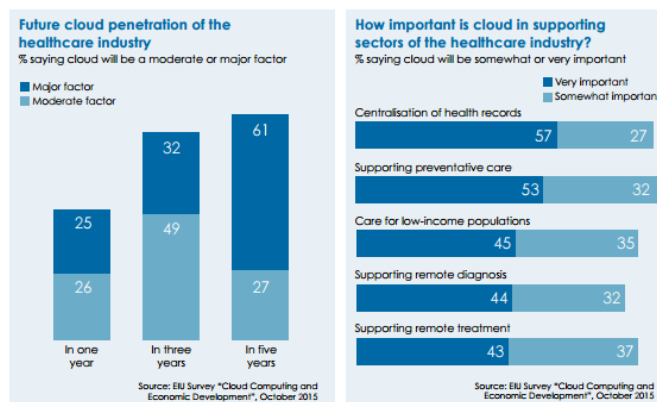 Future cloud penetration of the
healthcare industry
% saying cloud will be a moderate or major factor
Major factor
Moderate factor
25
26
32
49
61
27
In one
year
In three
years
In five
years
Source: EIU Survey "Cloud Computing and
Economic Development", October 2015
How important is cloud in supporting
sectors of the healthcare industry?
% saying cloud will be somewhat or very important
Very important
Somewhat importan
Centralisation of health records
57 27
Supporting preventative care
53 32
Care for low-income populations
45 35
Supporting remote diagnosis
44 32
Supporting remote treatment
43 37
Source: EIU Survey "Cloud Computing and
Economic Development", October 2015